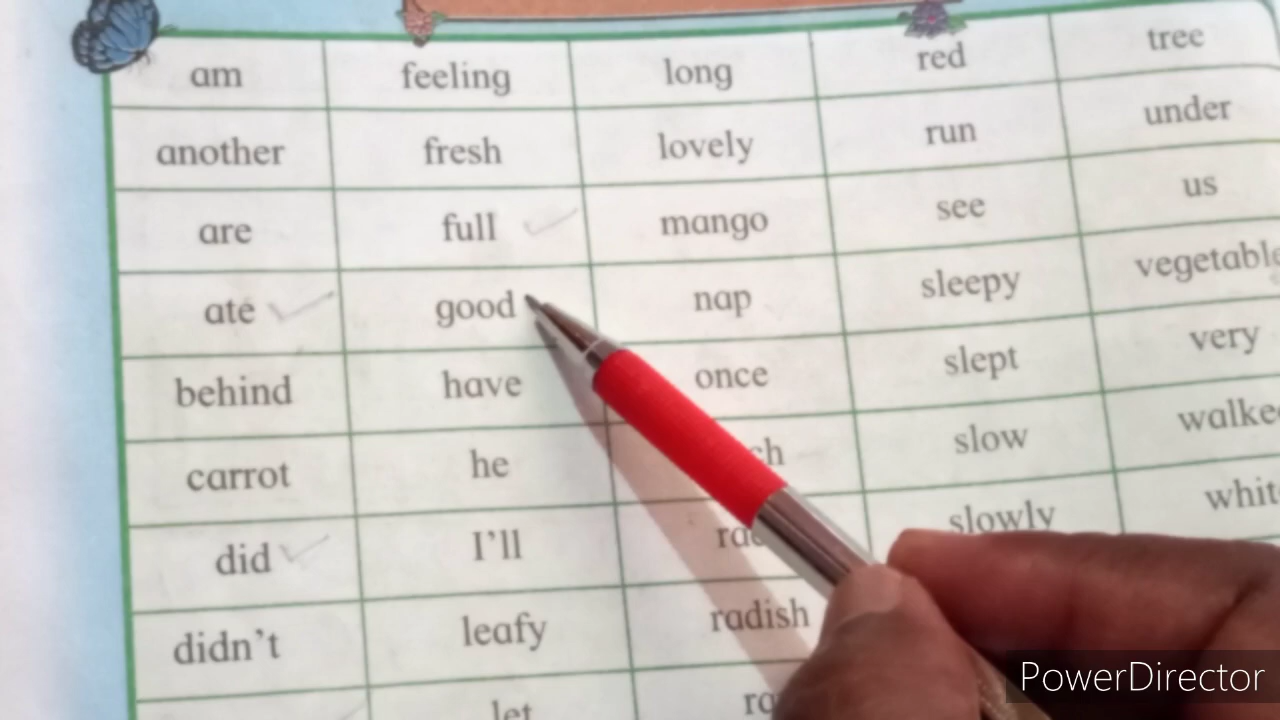 am feeling long red tree
another fresh lovely run under
are full mango see us
ate good nap sleepy
behind have once slept very
carrot he slow
did I'll slowly
didn't leafy radish
let
PowerDirector